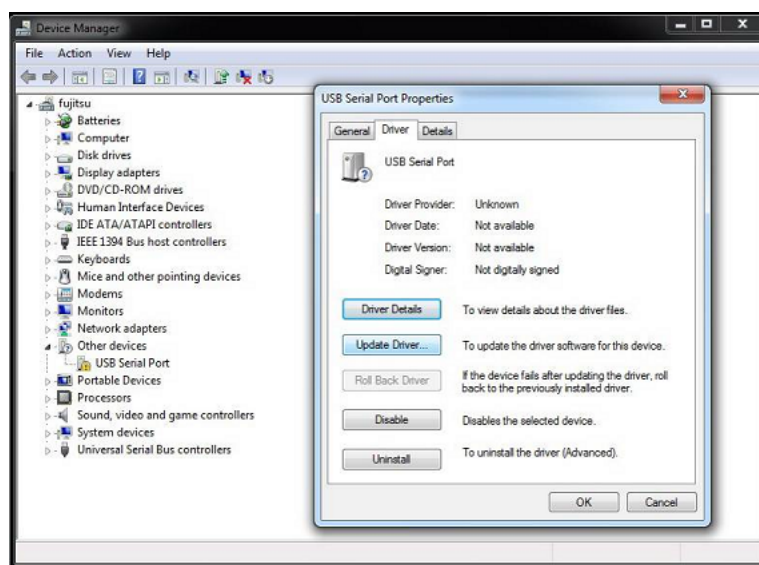 Device Manager
File Action View Help
fujitsu
Batteries
Computer
Disk drives
Display adapters
DVD/CD-ROM drives
Human Interface Devices
IDE ATA/ATAPI controllers
IEEE 1394 Bus host controllers
Keyboards
Mice and other pointing devices
Modems
Monitors
Network adapters
Other devices
USB Serial Port
Portable Devices
Processors
Sound, video and game controllers
System devices
Universal Serial Bus controllers
USB Serial Port Properties
General Driver Details
USB Serial Port
Driver Provider: Unknown
Driver Date: Not available
Driver Version: Not available
Digital Signer: Not digitally signed
Driver Details To view details about the driver files.
Update Driver... To update the driver software for this device.
Roll Back Driver If the device fails after updating the driver, roll
back to the previously installed driver.
Disable Disables the selected device.
Uninstall To uninstall the driver (Advanced).
OK Cancel